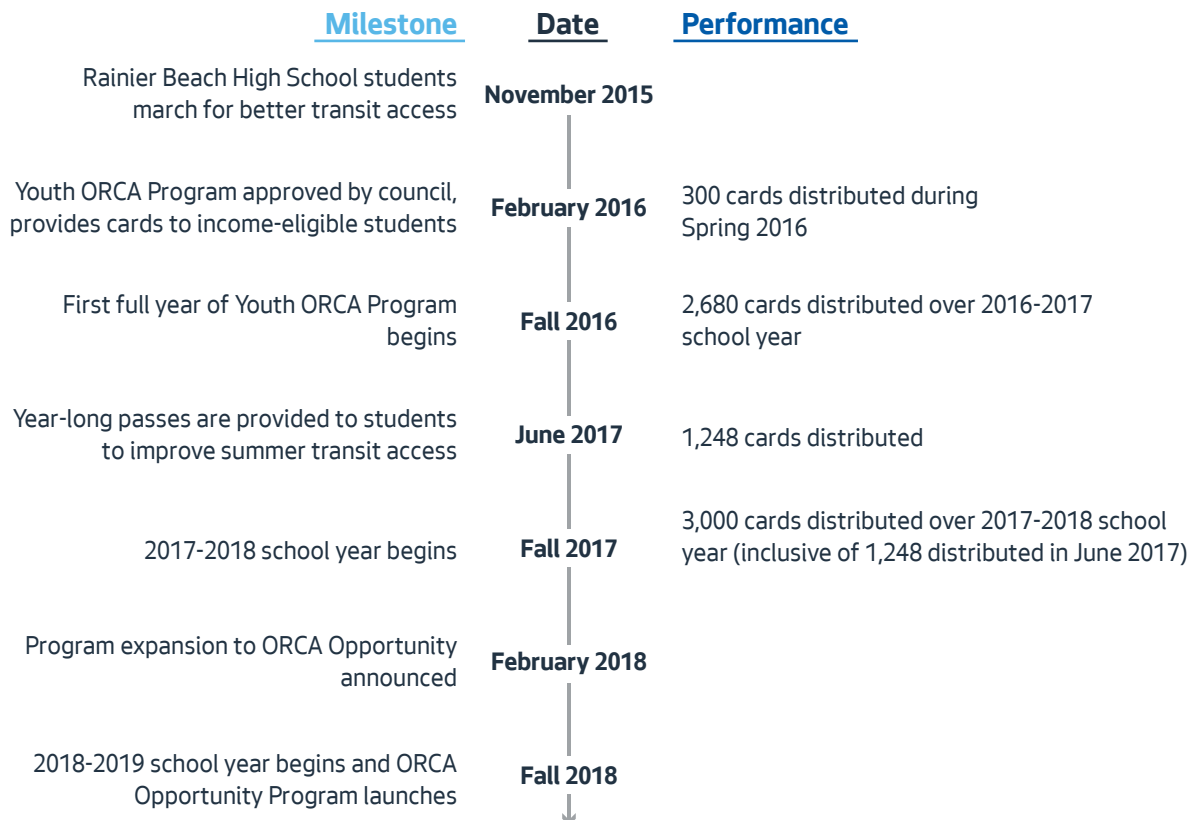 Milestone Date Performance
Rainier Beach High School students
march for better transit access
November 2015
Youth ORCA Program approved by council,
provides cards to income-eligible students
February 2016
300 cards distributed during
Spring 2016
First full year of Youth ORCA Program
begins
Fall 2016
2,680 cards distributed over 2016-2017
school year
Year-long passes are provided to students
to improve summer transit access
June 2017
1,248 cards distributed
2017-2018 school year begins
Fall 2017
3,000 cards distributed over 2017-2018 school
year (inclusive of 1,248 distributed in June 2017)
Program expansion to ORCA Opportunity
announced
February 2018
2018-2019 school year begins and ORCA
Opportunity Program launches
Fall 2018